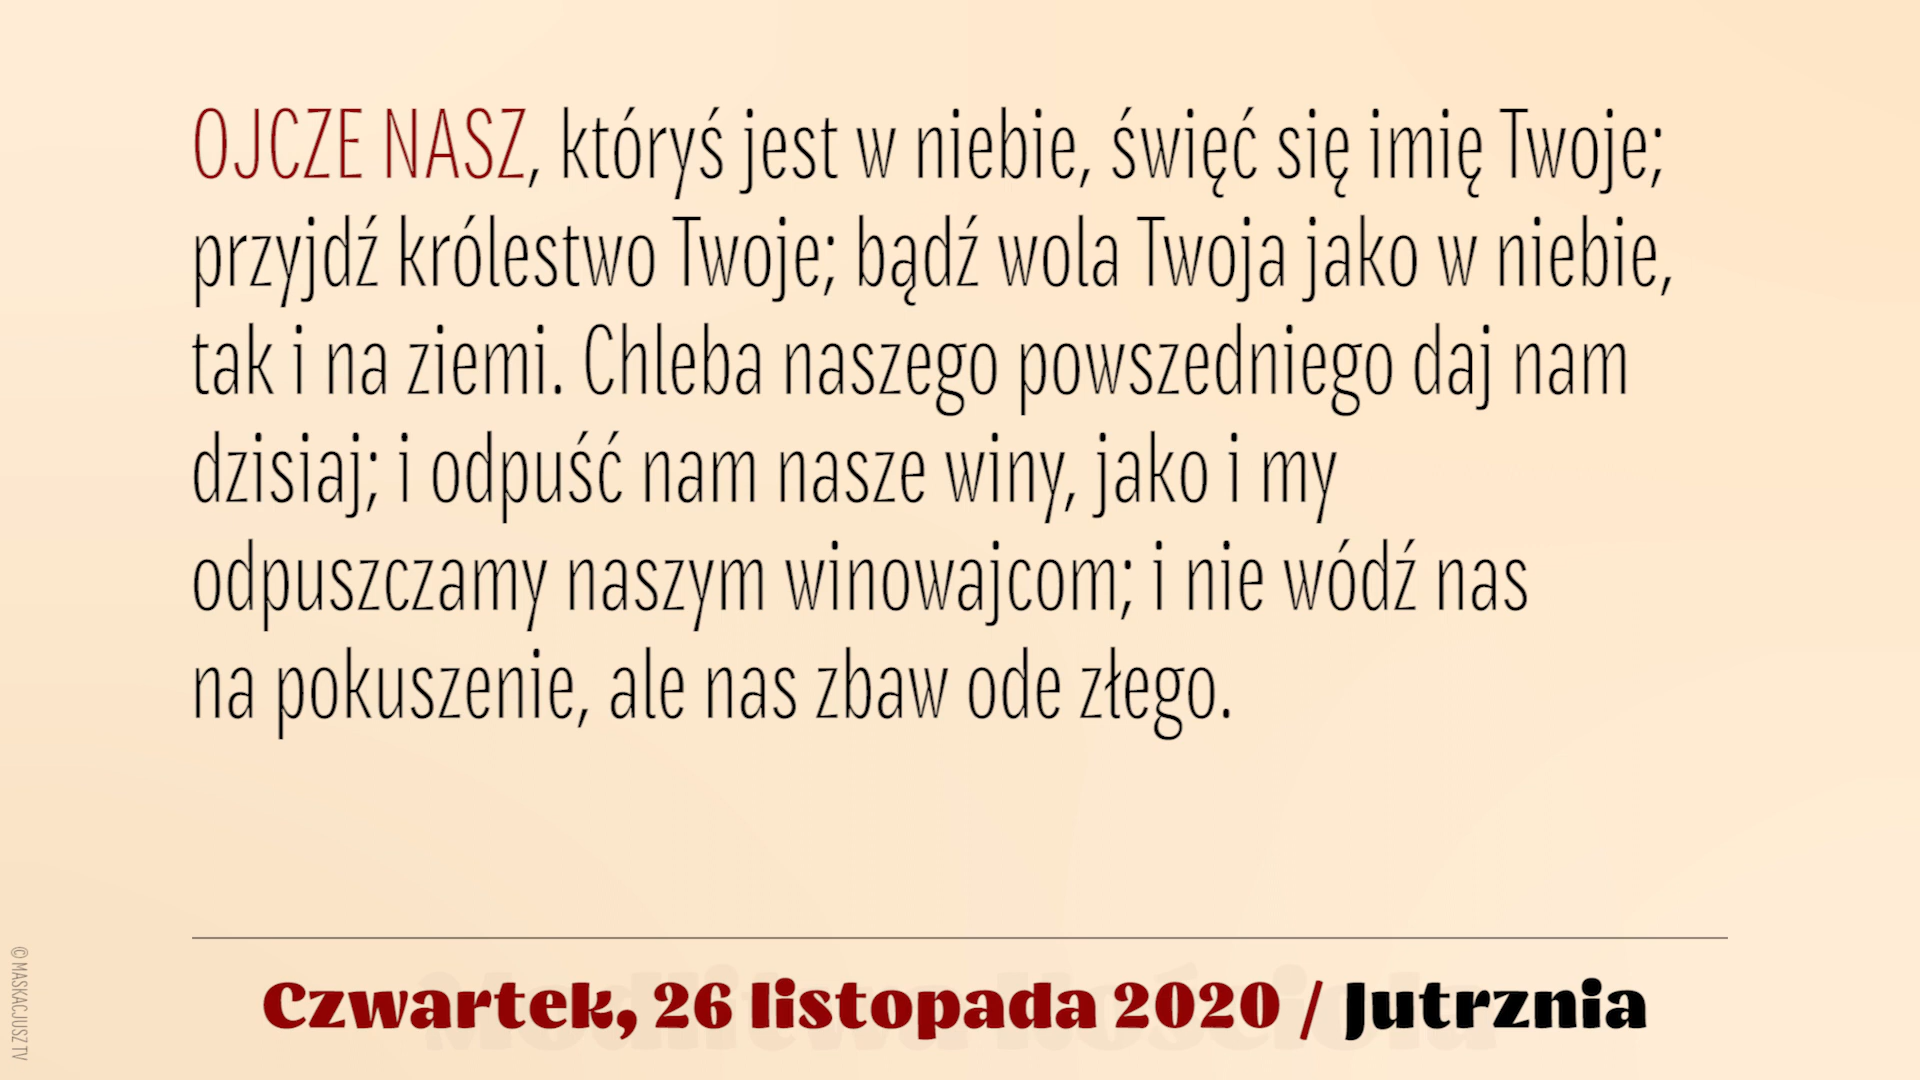 OJCZE NASZ, któryś jest w niebie, święć się imię Twoje;
przyjdź królestwo Twoje; bądź wola Twoja jako w niebie,
tak i na ziemi. Chleba naszego powszedniego daj nam
dzisiaj; i odpuść nam nasze winy, jako i my
odpuszczamy naszym winowajcom; i nie wódź nas
na pokuszenie, ale nas zbaw ode złego.
Czwartek, 26 listopada 2020 / Jutrznia
© MASKACJUSZ TV